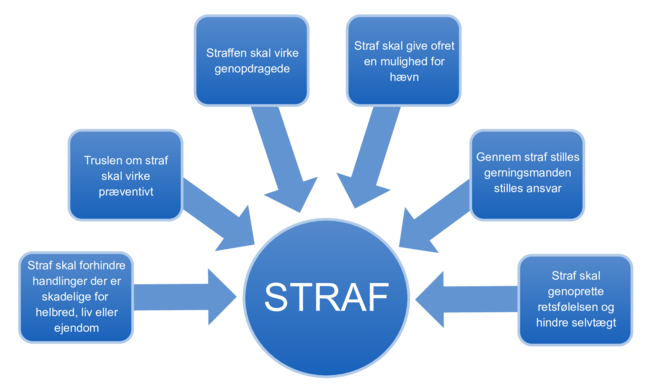 Straffen skal virke
genopdragede
Straf skal give ofret
en mulighed for
hævn
Truslen om straf
skal virke
præventivt
Gennem straf stilles
gerningsmanden
stilles ansvar
Straf skal forhindre
handlinger der er
skadelige for
helbred, liv eller
ejendom
STRAF
Straf skal
genoprette
retsfølelsen og
hindre selvtægt